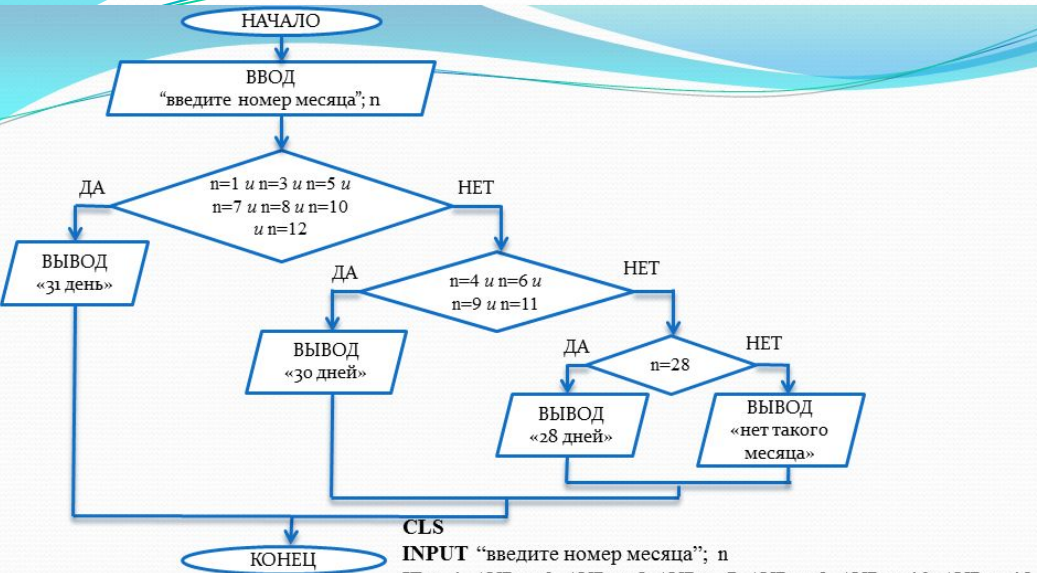 НАЧАЛО
ВВОД
“введите номер месяца”; n
ДА
n=1 и n=3 и n=5 и
n=7 и n=8 и n=10
и n=12
НЕТ
ВЫВОД
«31 день»
ДА
n=4 и n=6 и
n=9 и n=11
НЕТ
ВЫВОД
«30 дней»
ДА
n=28
НЕТ
ВЫВОД
«28 дней»
ВЫВОД
«нет такого
месяца»
КОНЕЦ
CLS
INPUT “введите номер месяца”; n